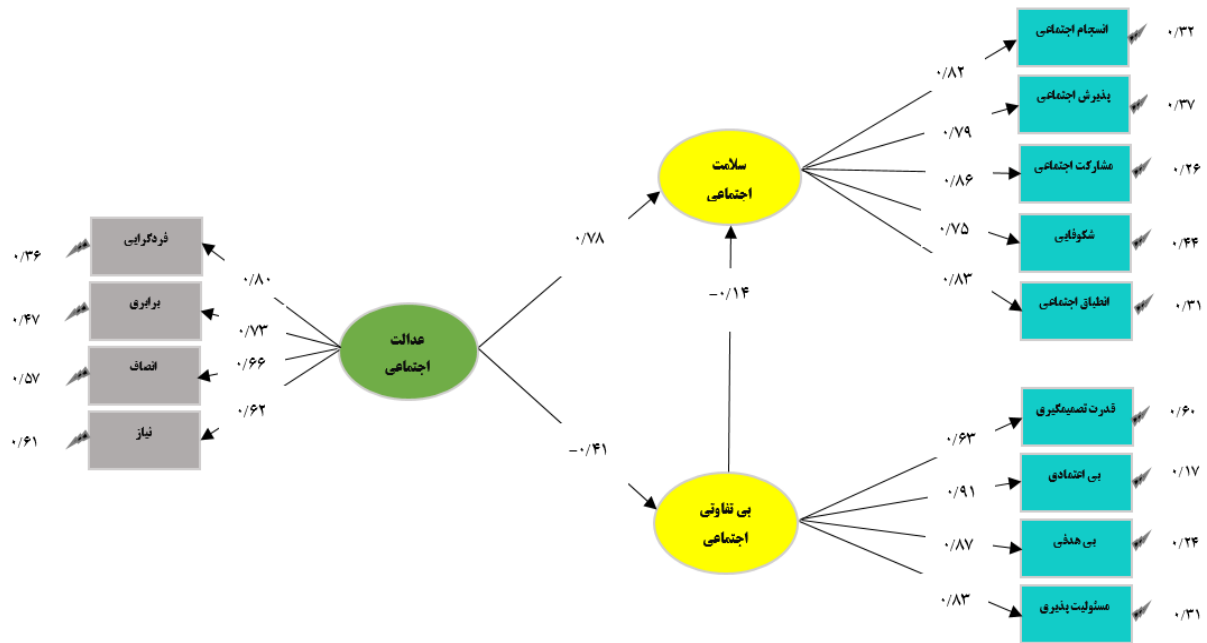 انسجام اجتماعی
۰/۳۲
۰/۸۲
پذیرش اجتماعی
۰/۳۷
۰/۷۹
سلامت
اجتماعی
مشارکت اجتماعی
۰/۲۶
۰/۸۶
شکوفایی
۰/۴۴
۰/۷۵
انطباق اجتماعی
۰/۳۱
۰/۸۳
۰/۷۸
-۰/۱۴
فردگرایی
۰/۳۶
۰/۸۰
برابری
۰/۴۷
۰/۷۳
انصاف
۰/۵۷
۰/۶۶
نیاز
۰/۶۱
۰/۶۲
عدالت
اجتماعی
-۰/۴۱
قدرت تصمیمگیری
۰/۶۰
۰/۶۳
بی اعتمادی
۰/۱۷
۰/۹۱
بی تفاوتی
اجتماعی
بی هدفی
۰/۲۴
۰/۸۷
مسئولیت پذیری
۰/۳۱
۰/۸۳